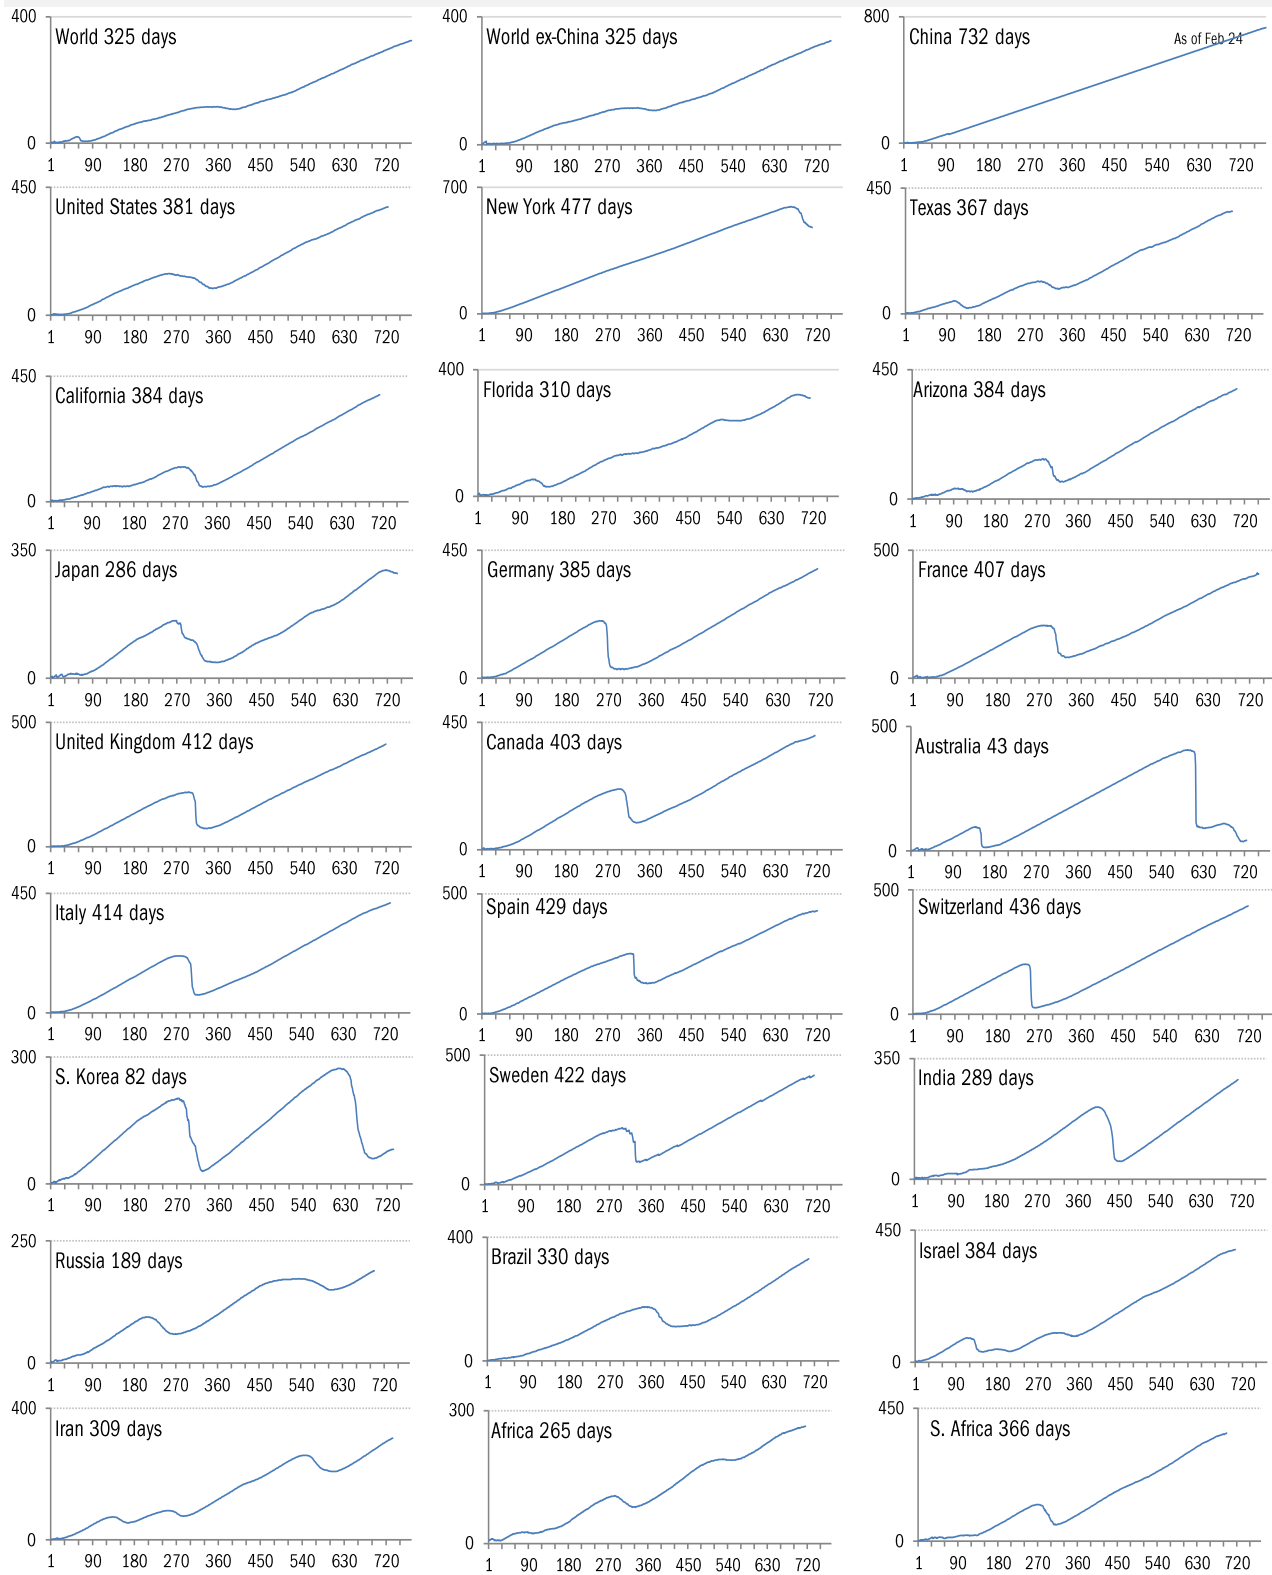 400
World 325 days
0
1 90 180 270 360 450 540 630 720
400
World ex-China 325 days
0
1 90 180 270 360 450 540 630 720
800
China 732 days
As of Feb 24
0
1 90 180 270 360 450 540 630 720
450
United States 381 days
0
1 90 180 270 360 450 540 630 720
700
New York 477 days
0
1 90 180 270 360 450 540 630 720
450
Texas 367 days
0
1 90 180 270 360 450 540 630 720
450
California 384 days
0
1 90 180 270 360 450 540 630 720
400
Florida 310 days
0
1 90 180 270 360 450 540 630 720
450
Arizona 384 days
0
1 90 180 270 360 450 540 630 720
350
Japan 286 days
0
1 90 180 270 360 450 540 630 720
450
Germany 385 days
0
1 90 180 270 360 450 540 630 720
500
France 407 days
0
1 90 180 270 360 450 540 630 720
500
United Kingdom 412 days
0
1 90 180 270 360 450 540 630 720
450
Canada 403 days
0
1 90 180 270 360 450 540 630 720
500
Australia 43 days
0
1 90 180 270 360 450 540 630 720
450
Italy 414 days
0
1 90 180 270 360 450 540 630 720
500
Spain 429 days
0
1 90 180 270 360 450 540 630 720
500
Switzerland 436 days
0
1 90 180 270 360 450 540 630 720
300
S. Korea 82 days
0
1 90 180 270 360 450 540 630 720
500
Sweden 422 days
0
1 90 180 270 360 450 540 630 720
350
India 289 days
0
1 90 180 270 360 450 540 630 720
250
Russia 189 days
0
1 90 180 270 360 450 540 630 720
400
Brazil 330 days
0
1 90 180 270 360 450 540 630 720
450
Israel 384 days
0
1 90 180 270 360 450 540 630 720
400
Iran 309 days
0
1 90 180 270 360 450 540 630 720
300
Africa 265 days
0
1 90 180 270 360 450 540 630 720
450
S. Africa 366 days
0
1 90 180 270 360 450 540 630 720